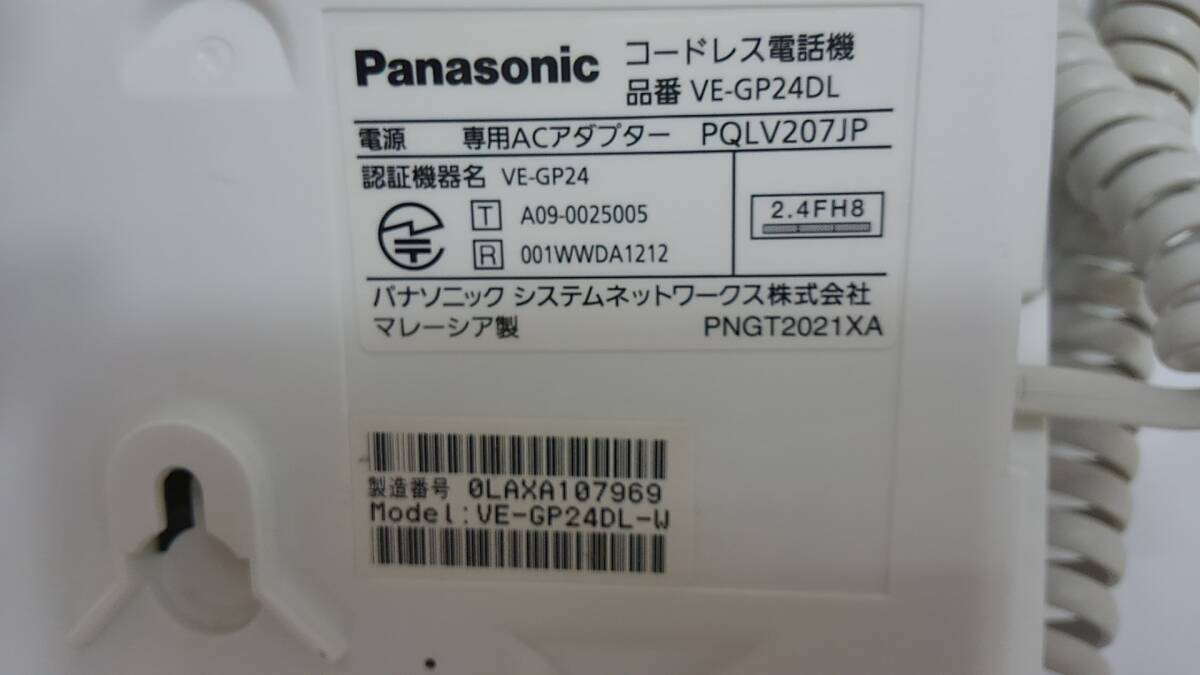 Panasonic コードレス電話機
品番 VE-GP24DL
電源 専用ACアダプター PQLV207JP
認証機器名 VE-GP24
T A09-0025005
R 001WWDA1212
2.4FH8
パナソニック システムネットワークス株式会社
マレーシア製 PNGT2021XA
製造番号 0LAXA107969
Model:VE-GP24DL-W